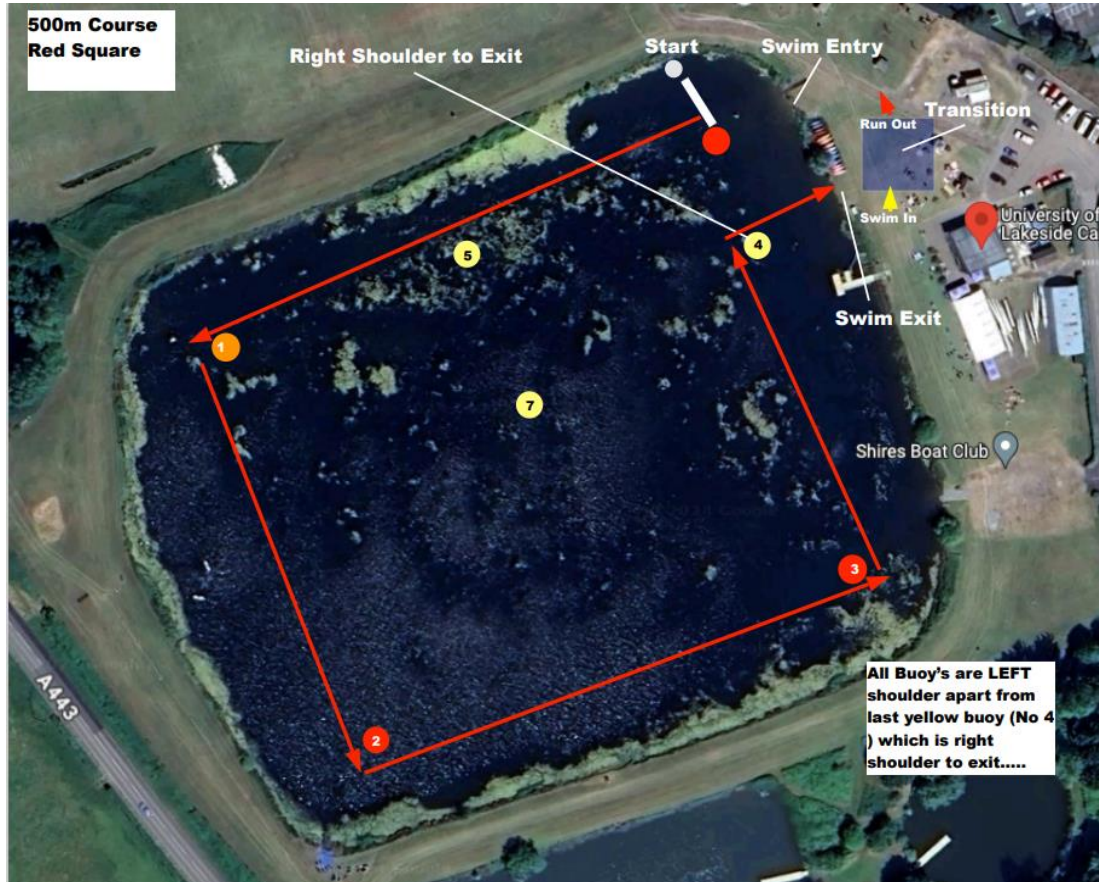 500m Course
Red Square
Right Shoulder to Exit
Start
Swim Entry
Run Out
Transition
Swim In
University of
Lakeside Ca
5
4
Swim Exit
1
7
Shires Boat Club
3
A443
2
All Buoy's are LEFT
shoulder apart from
last yellow buoy (No 4
) which is right
shoulder to exit.....